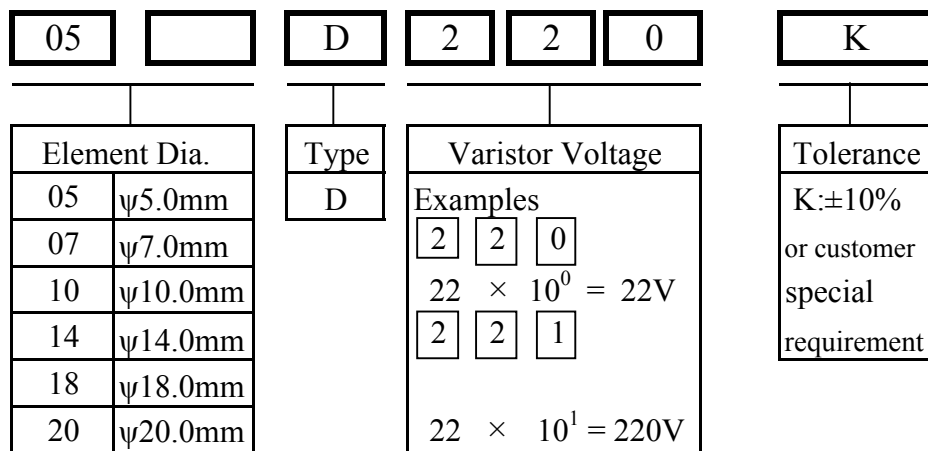 05 D 2 2 0 K
Element Dia. Type Varistor Voltage Tolerance
05 ψ5.0mm D Examples K:±10%
07 ψ7.0mm 2 2 0 or customer
10 ψ10.0mm 22 × 10⁰ = 22V special
14 ψ14.0mm 2 2 1 requirement
18 ψ18.0mm
20 ψ20.0mm 22 × 10¹ = 220V